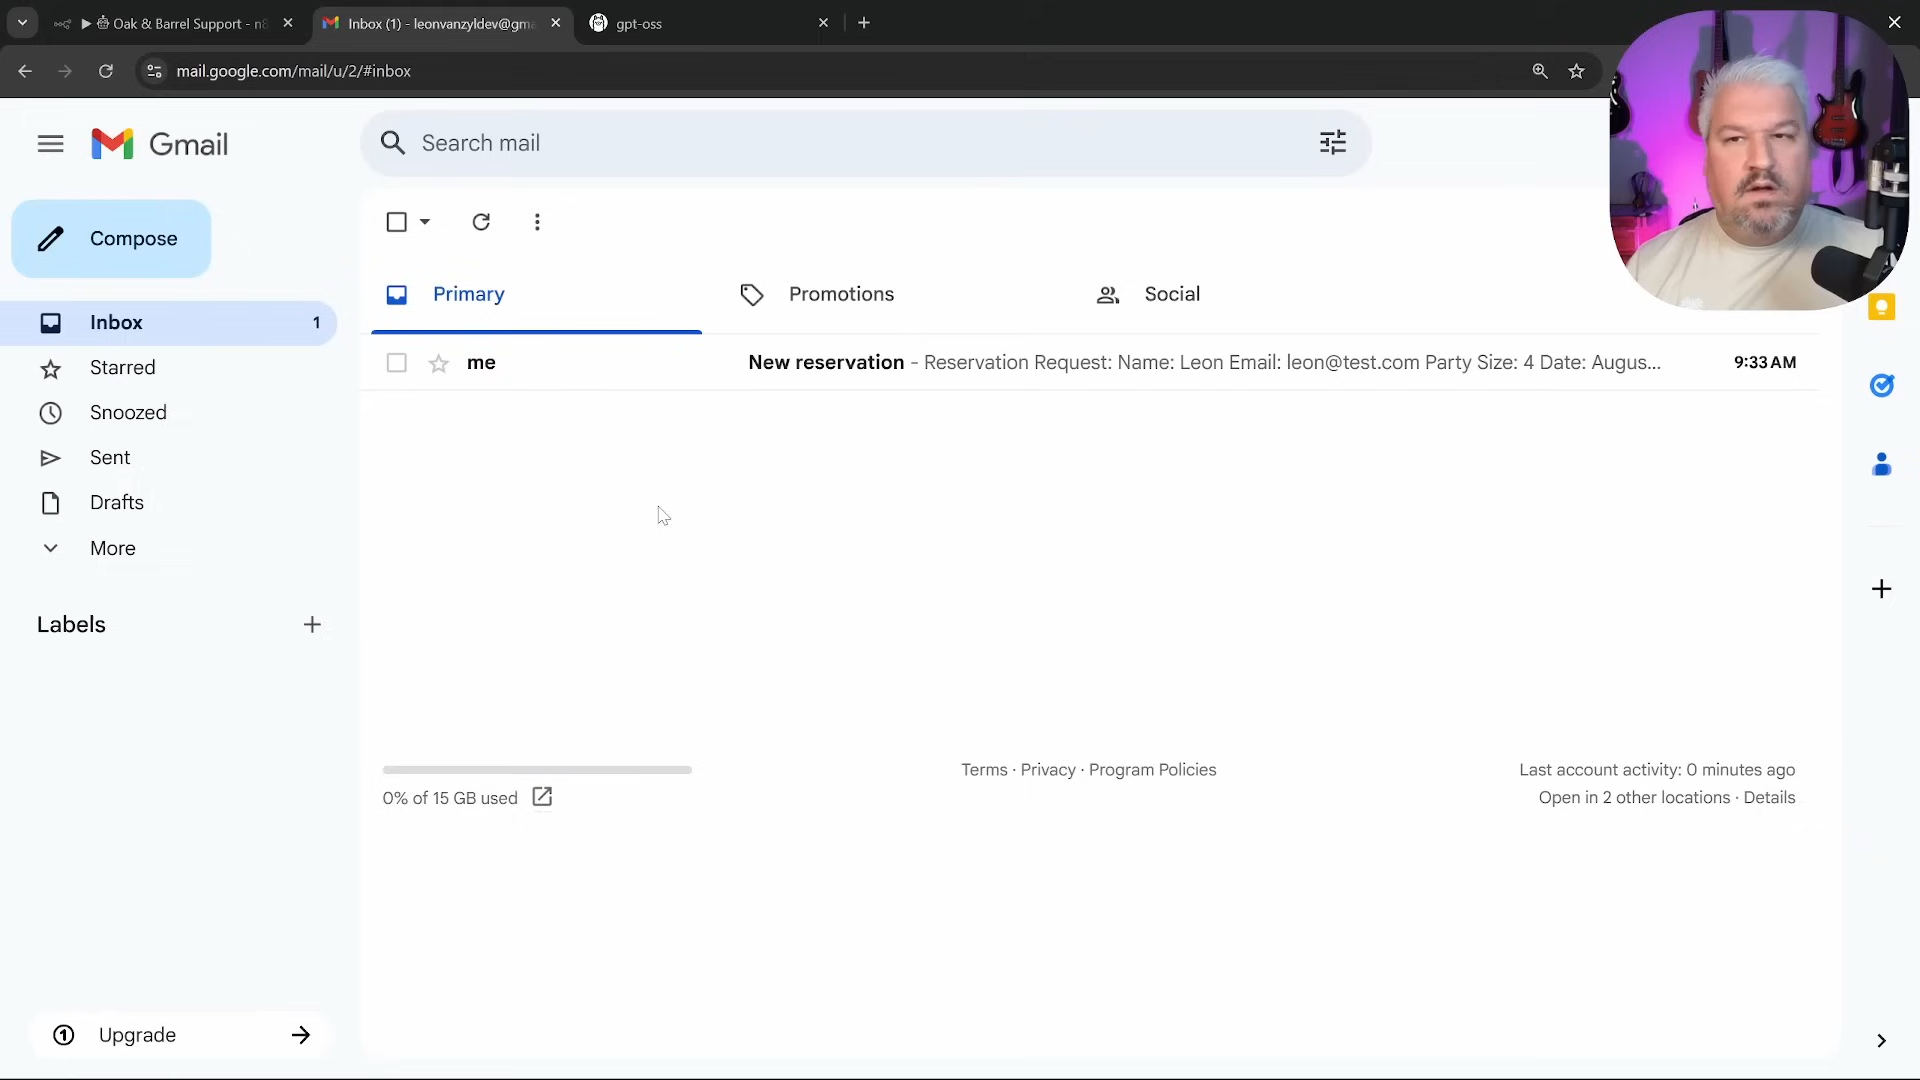 Oak & Barrel Support - n8
Inbox (1) - leonvanzyldev@gma
gpt-oss
mail.google.com/mail/u/2/#inbox
Gmail
Search mail
Compose
Primary
Promotions
Social
Inbox 1
me New reservation - Reservation Request: Name: Leon Email: leon@test.com Party Size: 4 Date: Augus... 9:33 AM
Starred
Snoozed
Sent
Drafts
More
Labels
0% of 15 GB used
Terms · Privacy · Program Policies
Last account activity: 0 minutes ago
Open in 2 other locations · Details
Upgrade